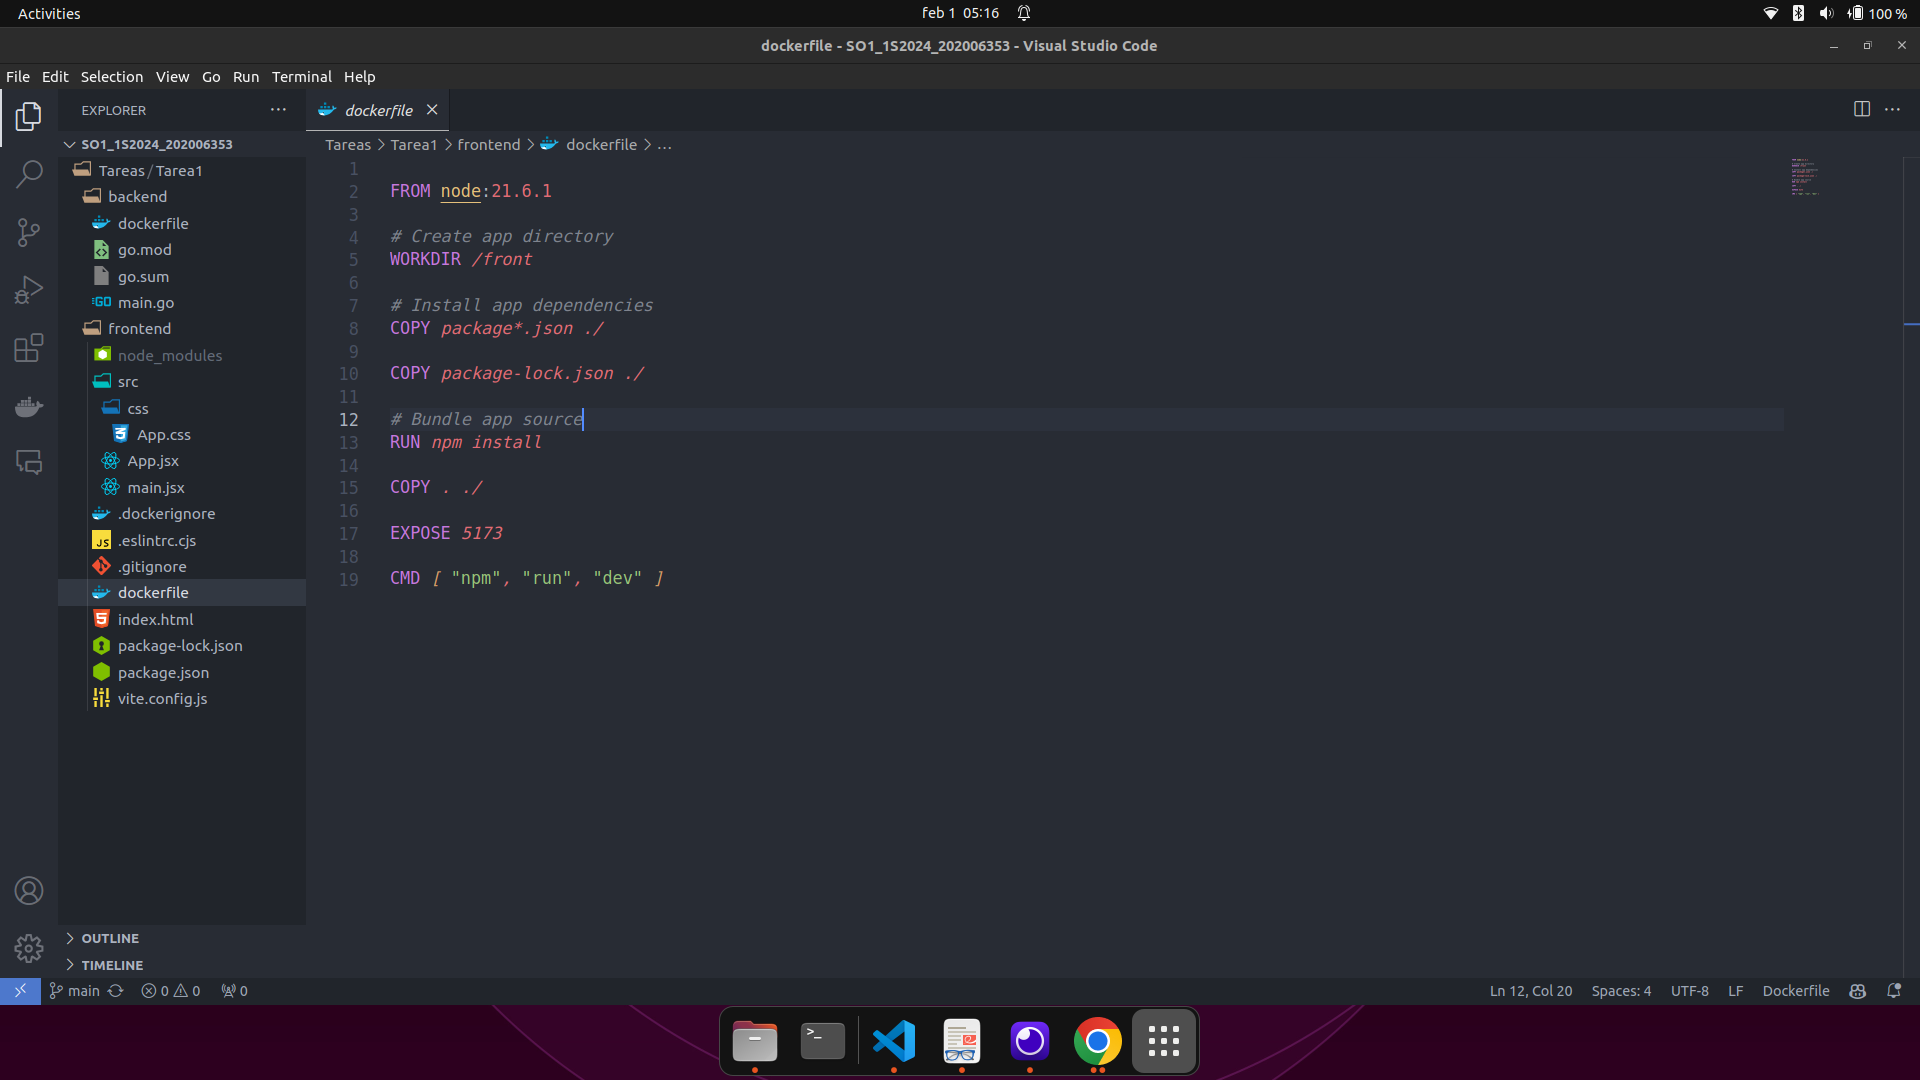 Activities
feb 1 05:16
100 %
dockerfile - SO1_1S2024_202006353 - Visual Studio Code
File Edit Selection View Go Run Terminal Help
EXPLORER
SO1_1S2024_202006353
Tareas / Tarea1
backend
dockerfile
go.mod
go.sum
GO main.go
frontend
node_modules
src
css
App.css
App.jsx
main.jsx
.dockerignore
JS .eslintrc.cjs
.gitignore
dockerfile
index.html
package-lock.json
package.json
vite.config.js
OUTLINE
TIMELINE
dockerfile
Tareas > Tarea1 > frontend > dockerfile > ...
1
2 FROM node:21.6.1
3
4 # Create app directory
5 WORKDIR /front
6
7 # Install app dependencies
8 COPY package*.json ./
9
10 COPY package-lock.json ./
11
12 # Bundle app source
13 RUN npm install
14
15 COPY . ./
16
17 EXPOSE 5173
18
19 CMD [ "npm", "run", "dev" ]
main 0 0 0
Ln 12, Col 20 Spaces: 4 UTF-8 LF Dockerfile